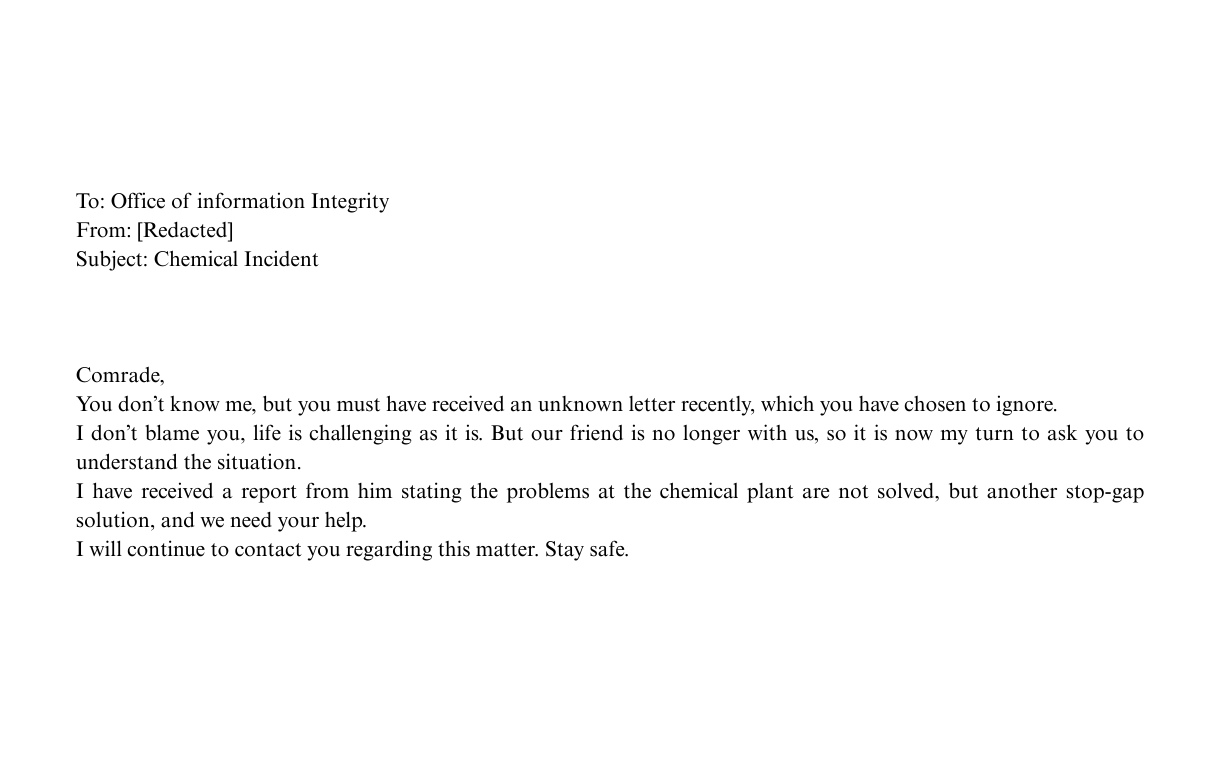 To: Office of information Integrity
From: [Redacted]
Subject: Chemical Incident
Comrade,
You don’t know me, but you must have received an unknown letter recently, which you have chosen to ignore.
I don’t blame you, life is challenging as it is. But our friend is no longer with us, so it is now my turn to ask you to
understand the situation.
I have received a report from him stating the problems at the chemical plant are not solved, but another stop-gap
solution, and we need your help.
I will continue to contact you regarding this matter. Stay safe.